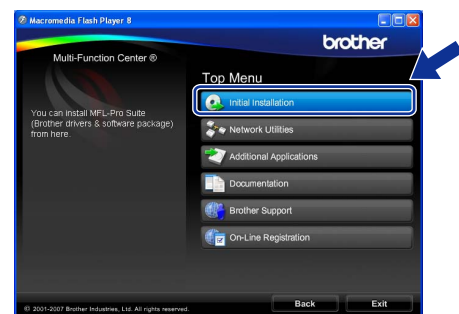 Macromedia Flash Player 8
brother
Multi-Function Center ®
Top Menu
Initial Installation
You can install MFL-Pro Suite
(Brother drivers & software package)
from here.
Network Utilities
Additional Applications
Documentation
Brother Support
On-Line Registration
© 2001-2007 Brother Industries, Ltd. All rights reserved.
Back
Exit